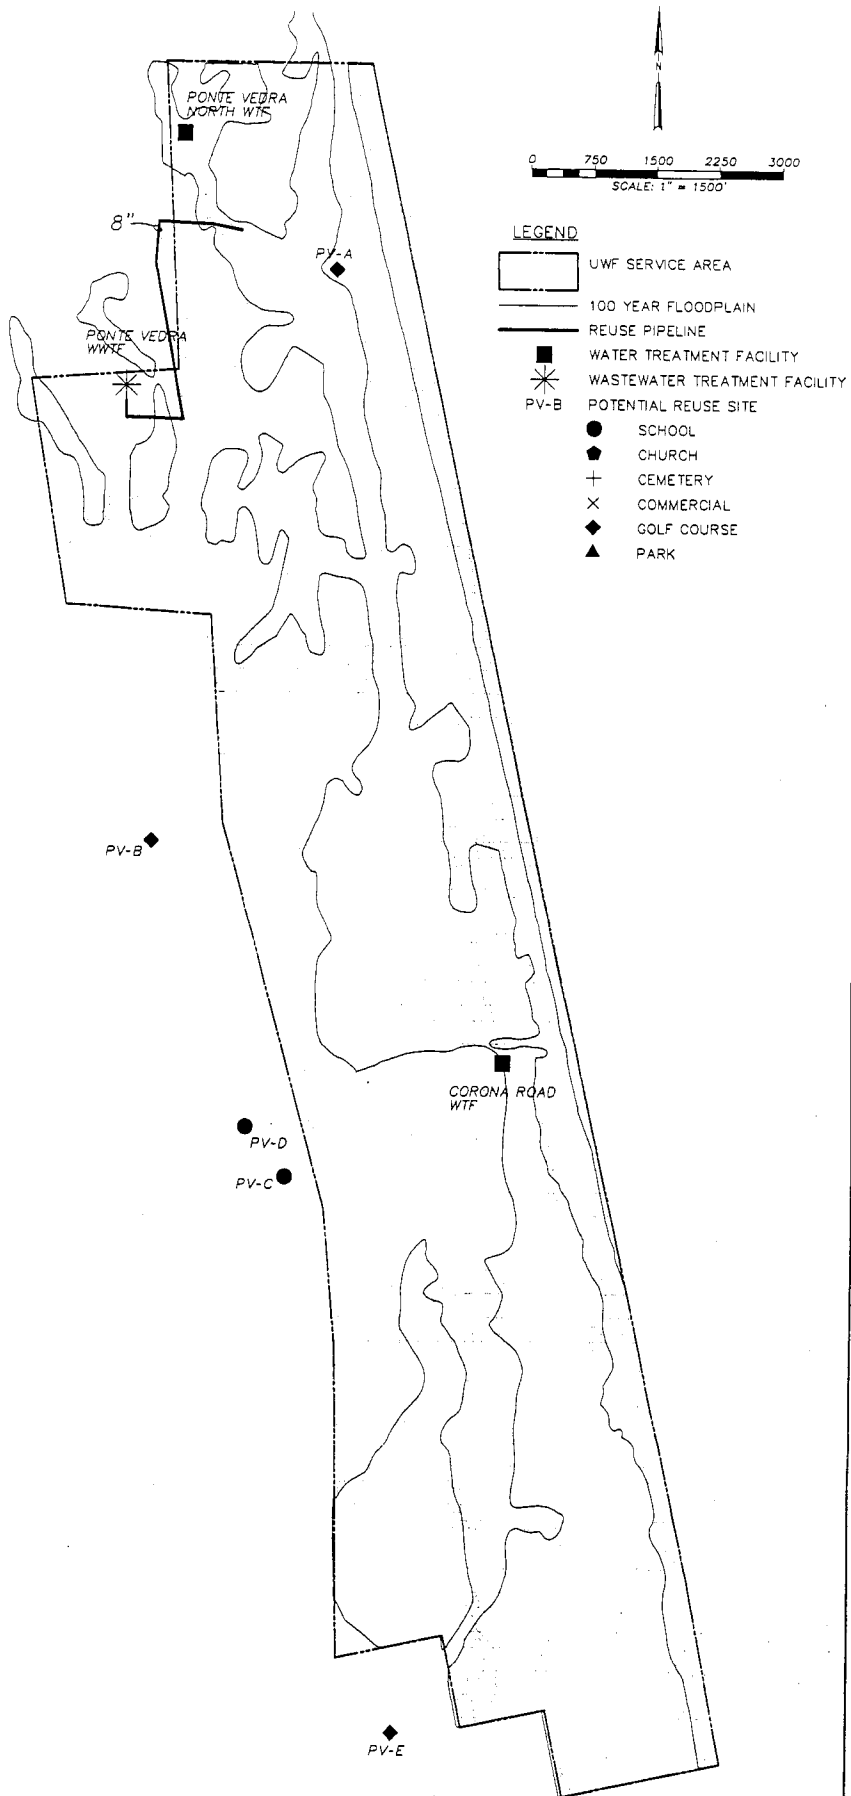 N
PONTE VEDRA
NORTH WTF
0 750 1500 2250 3000
SCALE: 1" = 1500'
8"
LEGEND
PV-A
UWF SERVICE AREA
100 YEAR FLOODPLAIN
REUSE PIPELINE
PONTE VEDRA
WWTF
WATER TREATMENT FACILITY
WASTEWATER TREATMENT FACILITY
PV-B POTENTIAL REUSE SITE
SCHOOL
CHURCH
CEMETERY
COMMERCIAL
GOLF COURSE
PARK
PV-B
CORONA ROAD
WTF
PV-D
PV-C
PV-E